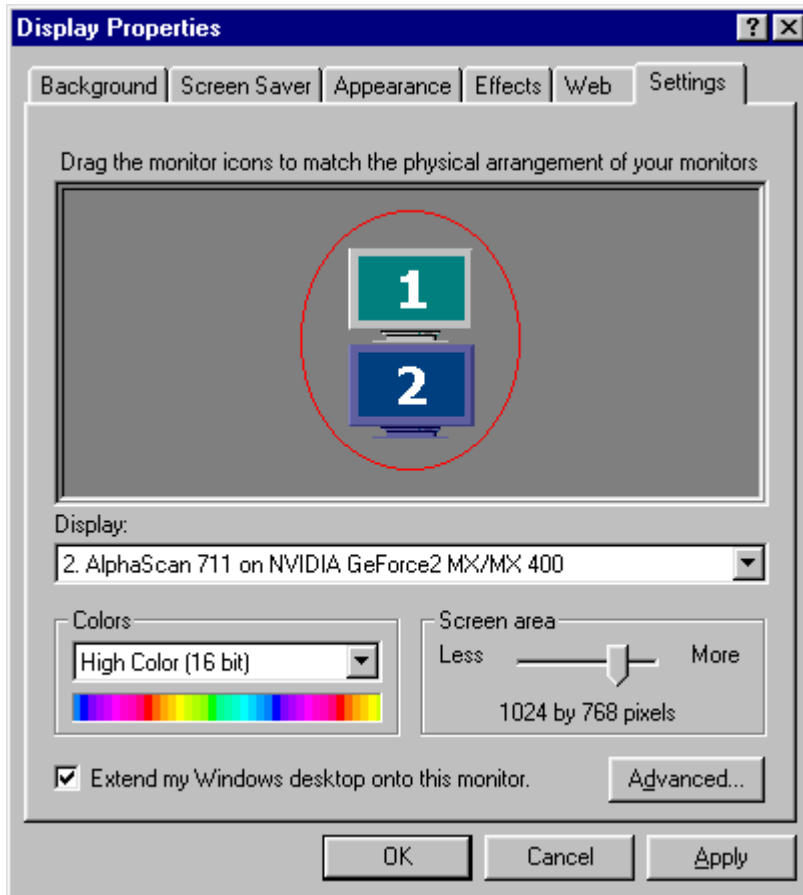 Display Properties
Background Screen Saver Appearance Effects Web Settings
Drag the monitor icons to match the physical arrangement of your monitors
1
2
Display:
2. AlphaScan 711 on NVIDIA GeForce2 MX/MX 400
Colors
High Color (16 bit)
Screen area
Less More
1024 by 768 pixels
Extend my Windows desktop onto this monitor.
Advanced...
OK Cancel Apply